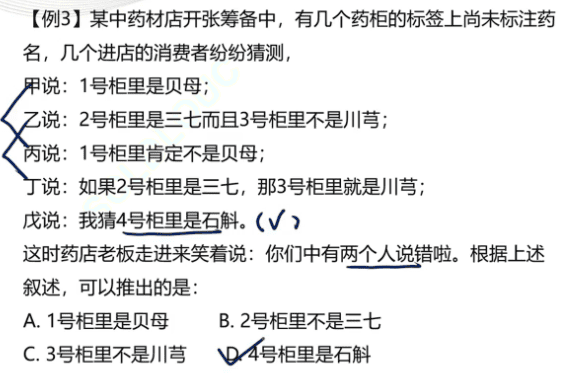 【例3】某中药材店开张筹备中，有几个药柜的标签上尚未标注药
名，几个进店的消费者纷纷猜测，
甲说：1号柜里是贝母；
乙说：2号柜里是三七而且3号柜里不是川芎；
丙说：1号柜里肯定不是贝母；
丁说：如果2号柜里是三七，那3号柜里就是川芎；
戊说：我猜4号柜里是石斛。（√）
这时药店老板走进来笑着说：你们中有两个人说错啦。根据上述
叙述，可以推出的是：
A. 1号柜里是贝母 B. 2号柜里不是三七
C. 3号柜里不是川芎 D. 4号柜里是石斛